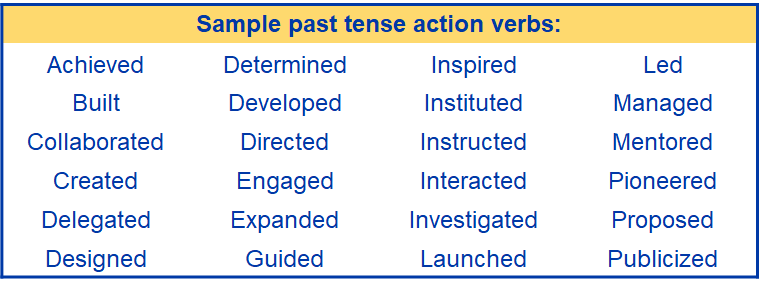 Sample past tense action verbs:
Achieved Determined Inspired Led
Built Developed Instituted Managed
Collaborated Directed Instructed Mentored
Created Engaged Interacted Pioneered
Delegated Expanded Investigated Proposed
Designed Guided Launched Publicized